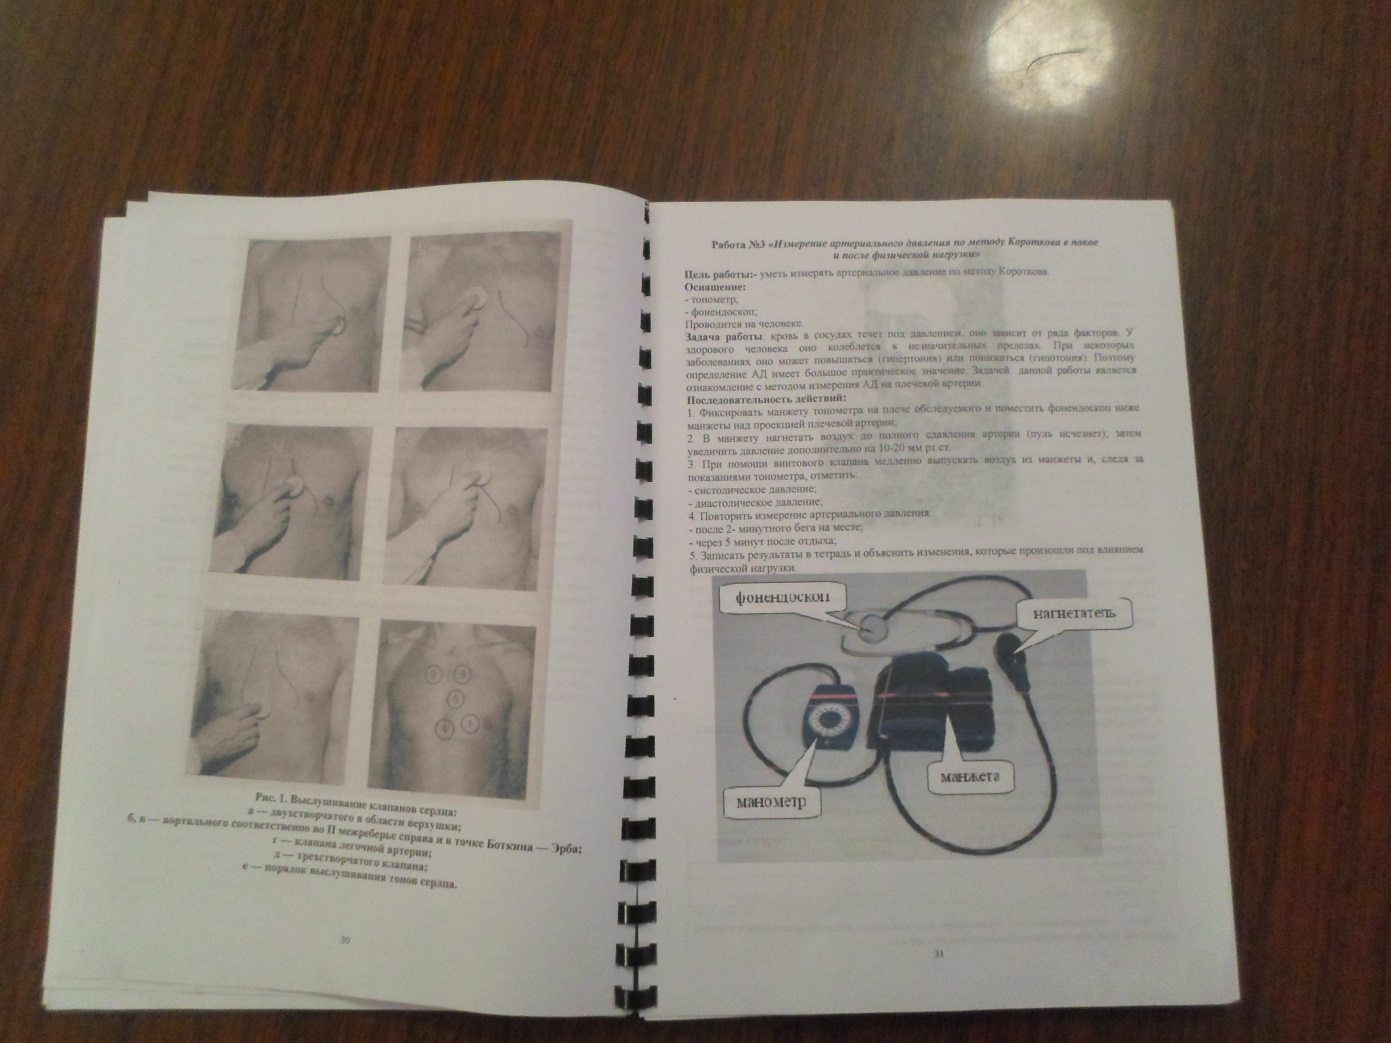 2
3
5
4
1
Рис. 1. Выслушивание клапанов сердца:
а — двухстворчатого в области верхушки;
б, в — аортального соответственно во II межреберье справа и в точке Боткина — Эрба;
г — клапана легочной артерии;
д — трехстворчатого клапана;
е — порядок выслушивания тонов сердца.
30
Работа №3 «Измерение артериального давления по методу Короткова в покое
и после физической нагрузки»
Цель работы:- уметь измерять артериальное давление по методу Короткова.
Оснащение:
- тонометр;
- фонендоскоп;
Проводится на человеке.
Задача работы: кровь в сосудах течет под давлением, оно зависит от ряда факторов. У
здорового человека оно колеблется в незначительных пределах. При некоторых
заболеваниях оно может повышаться (гипертония) или понижаться (гипотония). Поэтому
определение АД имеет большое практическое значение. Задачей данной работы является
ознакомление с методом измерения АД на плечевой артерии.
Последовательность действий:
1. Фиксировать манжету тонометра на плече обследуемого и поместить фонендоскоп ниже
манжеты над проекцией плечевой артерии;
2. В манжету нагнетать воздух до полного сдавления артерии (пуль исчезнет), затем
увеличить давление дополнительно на 10-20 мм рт ст.
3. При помощи винтового клапана медленно выпускать воздух из манжеты и, следя за
показаниями тонометра, отметить:
- систолическое давление;
- диастолическое давление;
4. Повторить измерение артериального давления:
- после 2- минутного бега на месте;
- через 5 минут после отдыха;
5. Записать результаты в тетрадь и объяснить изменения, которые произошли под влиянием
физической нагрузки.
фонендоскоп
нагнетатель
манжета
манометр
31